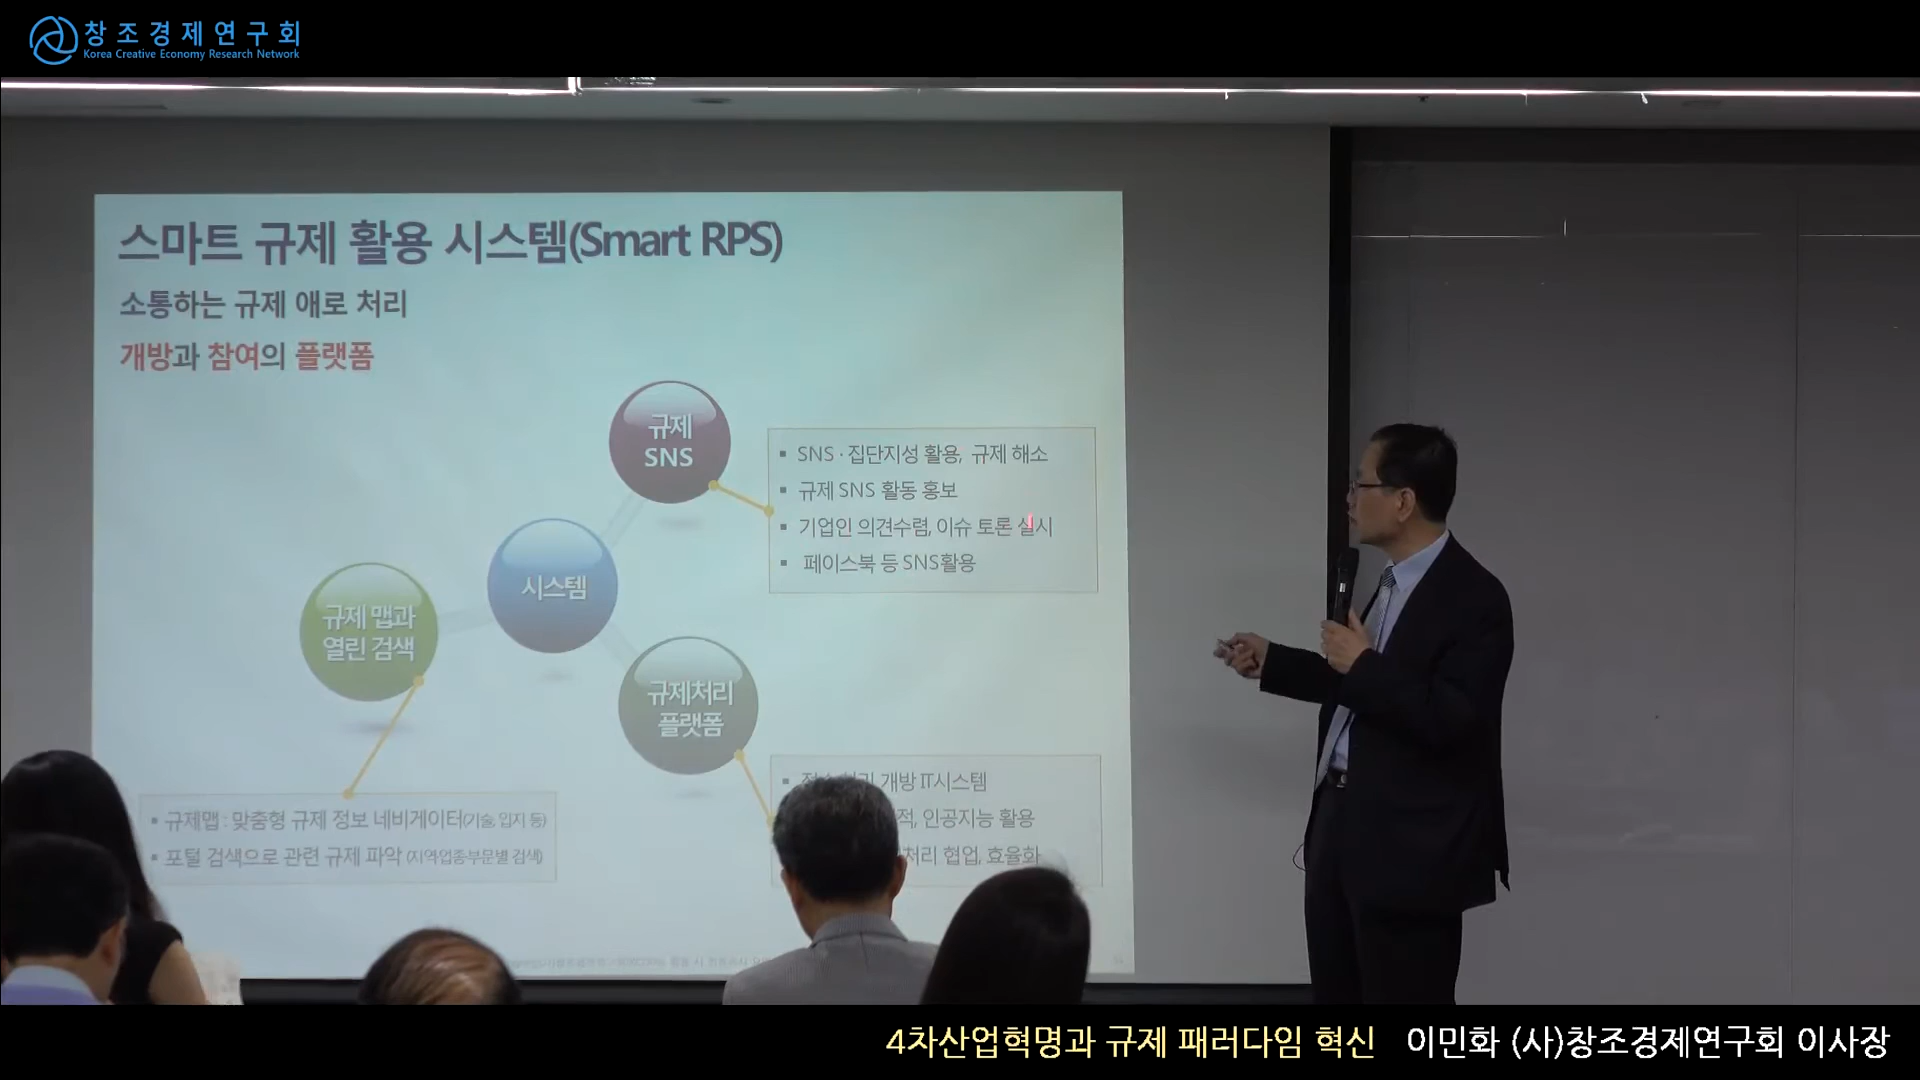 창조경제연구회
Korea Creative Economy Research Network
스마트 규제 활용 시스템(Smart RPS)
소통하는 규제 애로 처리
개방과 참여의 플랫폼
규제
SNS
▪ SNS · 집단지성 활용, 규제 해소
▪ 규제 SNS 활동 홍보
▪ 기업인 의견수렴, 이슈 토론 실시
▪ 페이스북 등 SNS활용
시스템
규제 맵과
열린 검색
규제처리
플랫폼
▪ 규제맵 : 맞춤형 규제 정보 네비게이터(기술, 입지 등)
▪ 포털 검색으로 관련 규제 파악 (지역업종부문별 검색)
개방 IT시스템
인공지능 활용
처리 협업, 효율화
4차산업혁명과 규제 패러다임 혁신 이민화 (사)창조경제연구회 이사장